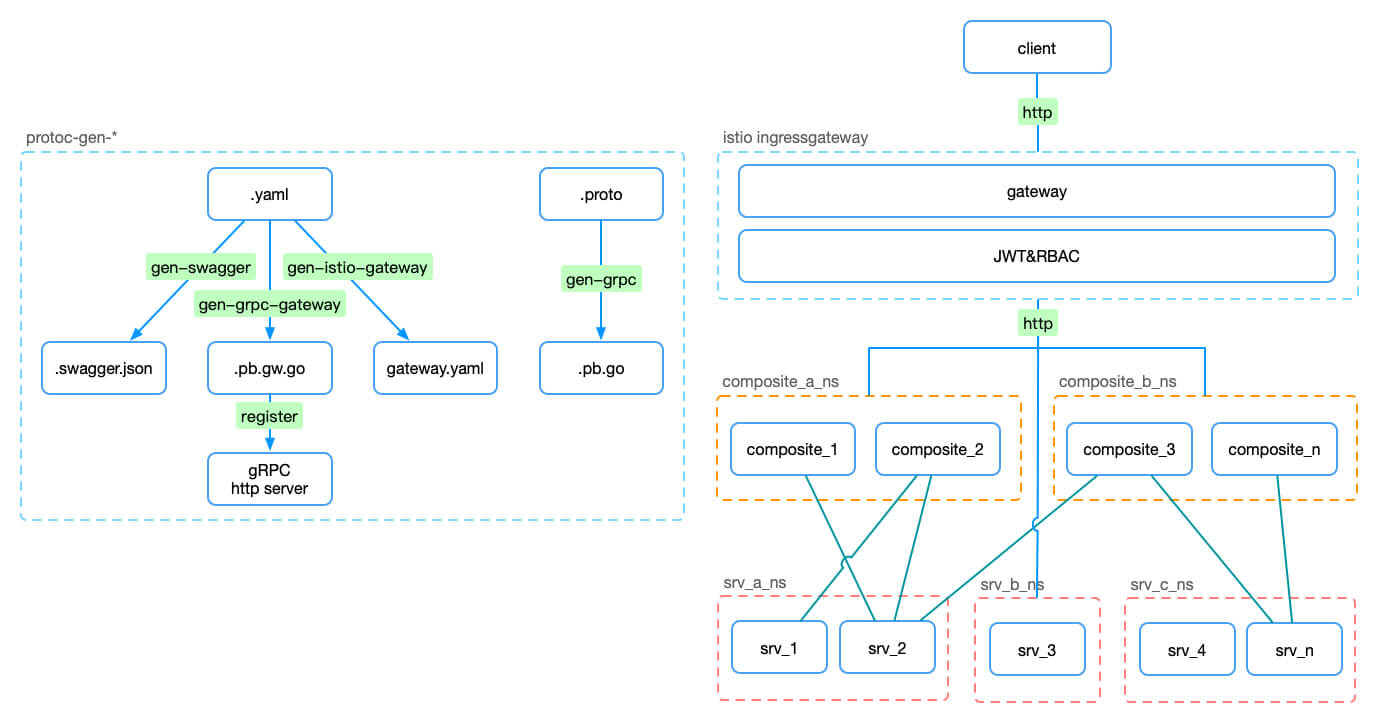 protoc-gen-*
.yaml
.proto
gen-swagger
gen-istio-gateway
gen-grpc-gateway
gen-grpc
.swagger.json
.pb.gw.go
gateway.yaml
.pb.go
register
gRPC
http server
client
http
istio ingressgateway
gateway
JWT&RBAC
http
composite_a_ns
composite_b_ns
composite_1
composite_2
composite_3
composite_n
srv_a_ns
srv_b_ns
srv_c_ns
srv_1
srv_2
srv_3
srv_4
srv_n